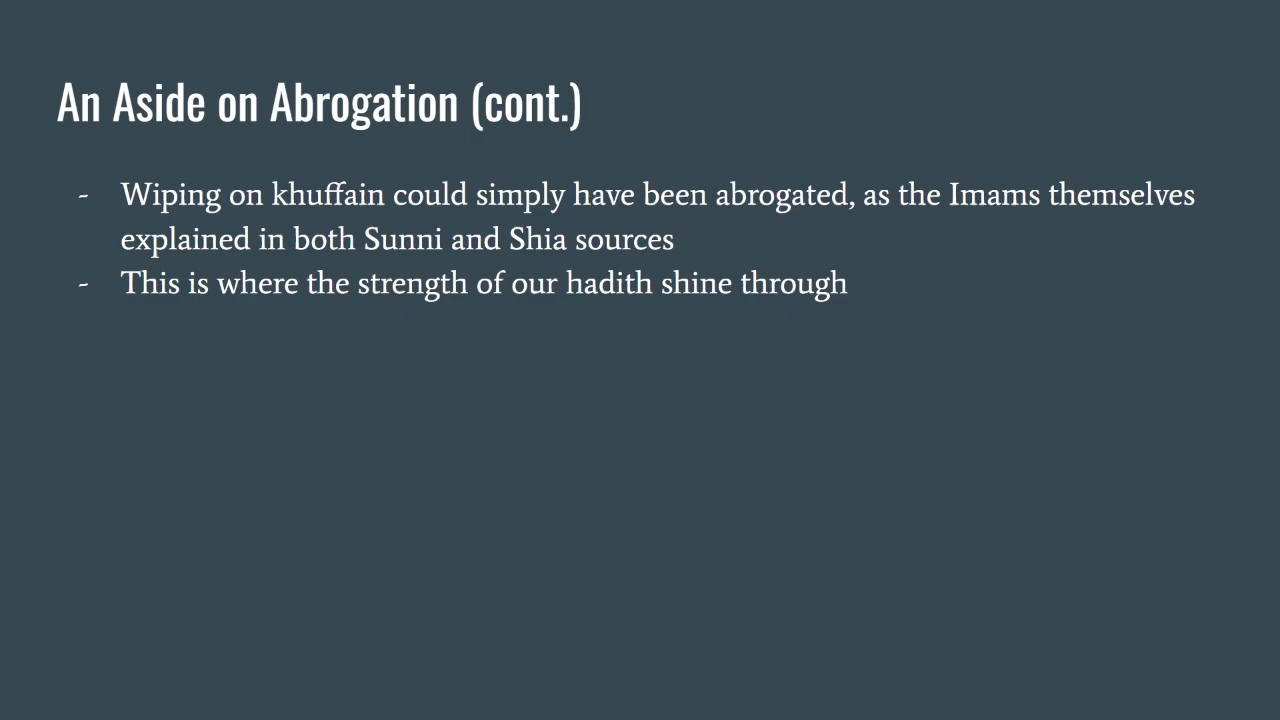 An Aside on Abrogation (cont.)
- Wiping on khuffain could simply have been abrogated, as the Imams themselves
explained in both Sunni and Shia sources
- This is where the strength of our hadith shine through